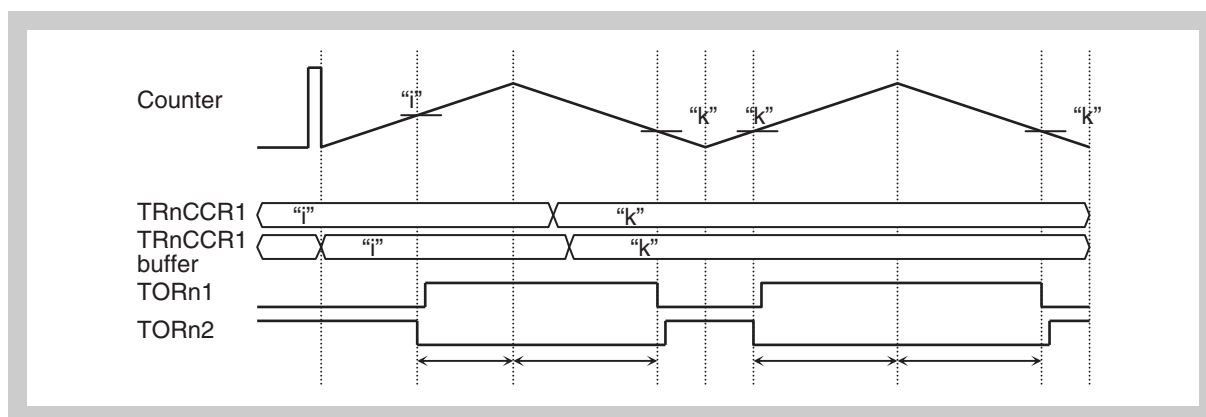 Counter
“i”
“k”
“k”
“k”
TRnCCR1
“i”
“k”
TRnCCR1
buffer
“i”
“k”
TORn1
TORn2